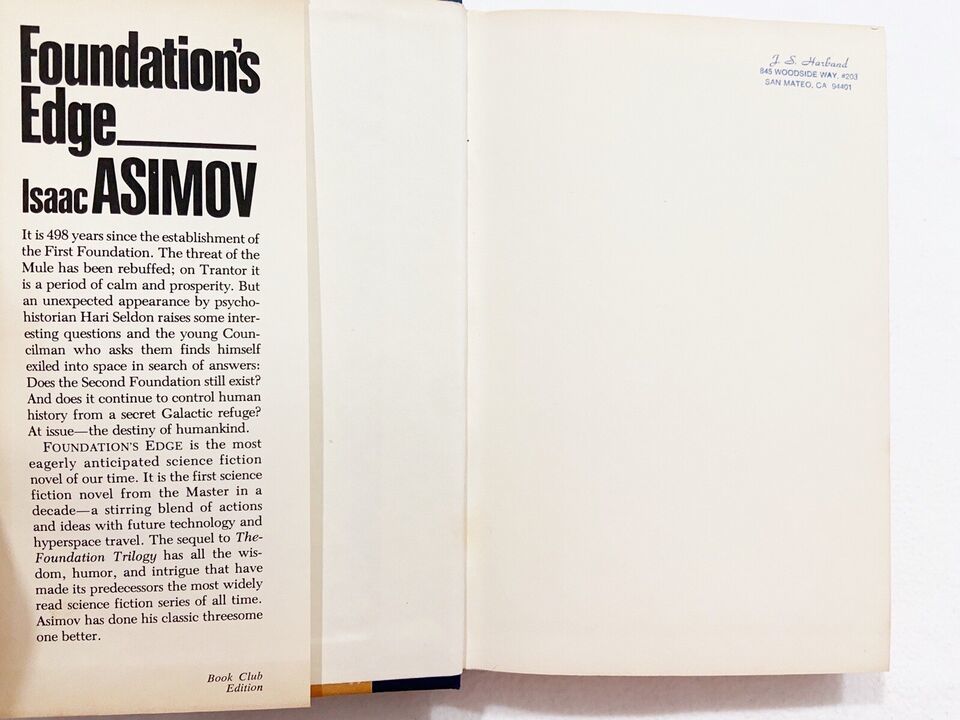 Foundation's
Edge
Isaac ASIMOV
It is 498 years since the establishment of
the First Foundation. The threat of the
Mule has been rebuffed; on Trantor it
is a period of calm and prosperity. But
an unexpected appearance by psycho-
historian Hari Seldon raises some inter-
esting questions and the young Coun-
cilman who asks them finds himself
exiled into space in search of answers:
Does the Second Foundation still exist?
And does it continue to control human
history from a secret Galactic refuge?
At issue—the destiny of humankind.
FOUNDATION'S EDGE is the most
eagerly anticipated science fiction
novel of our time. It is the first science
fiction novel from the Master in a
decade—a stirring blend of actions
and ideas with future technology and
hyperspace travel. The sequel to The-
Foundation Trilogy has all the wis-
dom, humor, and intrigue that have
made its predecessors the most widely
read science fiction series of all time.
Asimov has done his classic threesome
one better.
Book Club
Edition
J. S. Harband
845 WOODSIDE WAY, #203
SAN MATEO, CA 94401